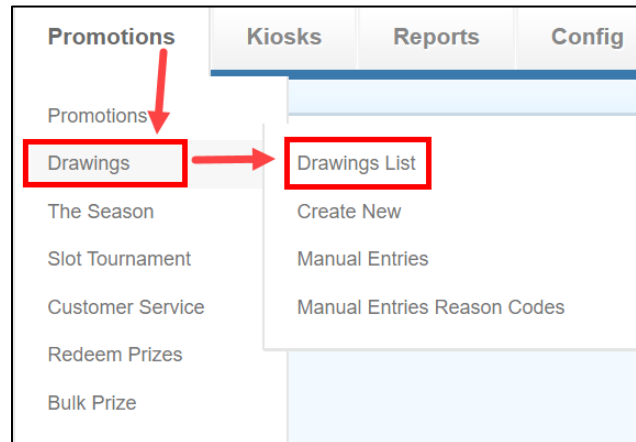 Promotions Kiosks Reports Config
Promotions
Drawings
The Season
Slot Tournament
Customer Service
Redeem Prizes
Bulk Prize
Drawings List
Create New
Manual Entries
Manual Entries Reason Codes